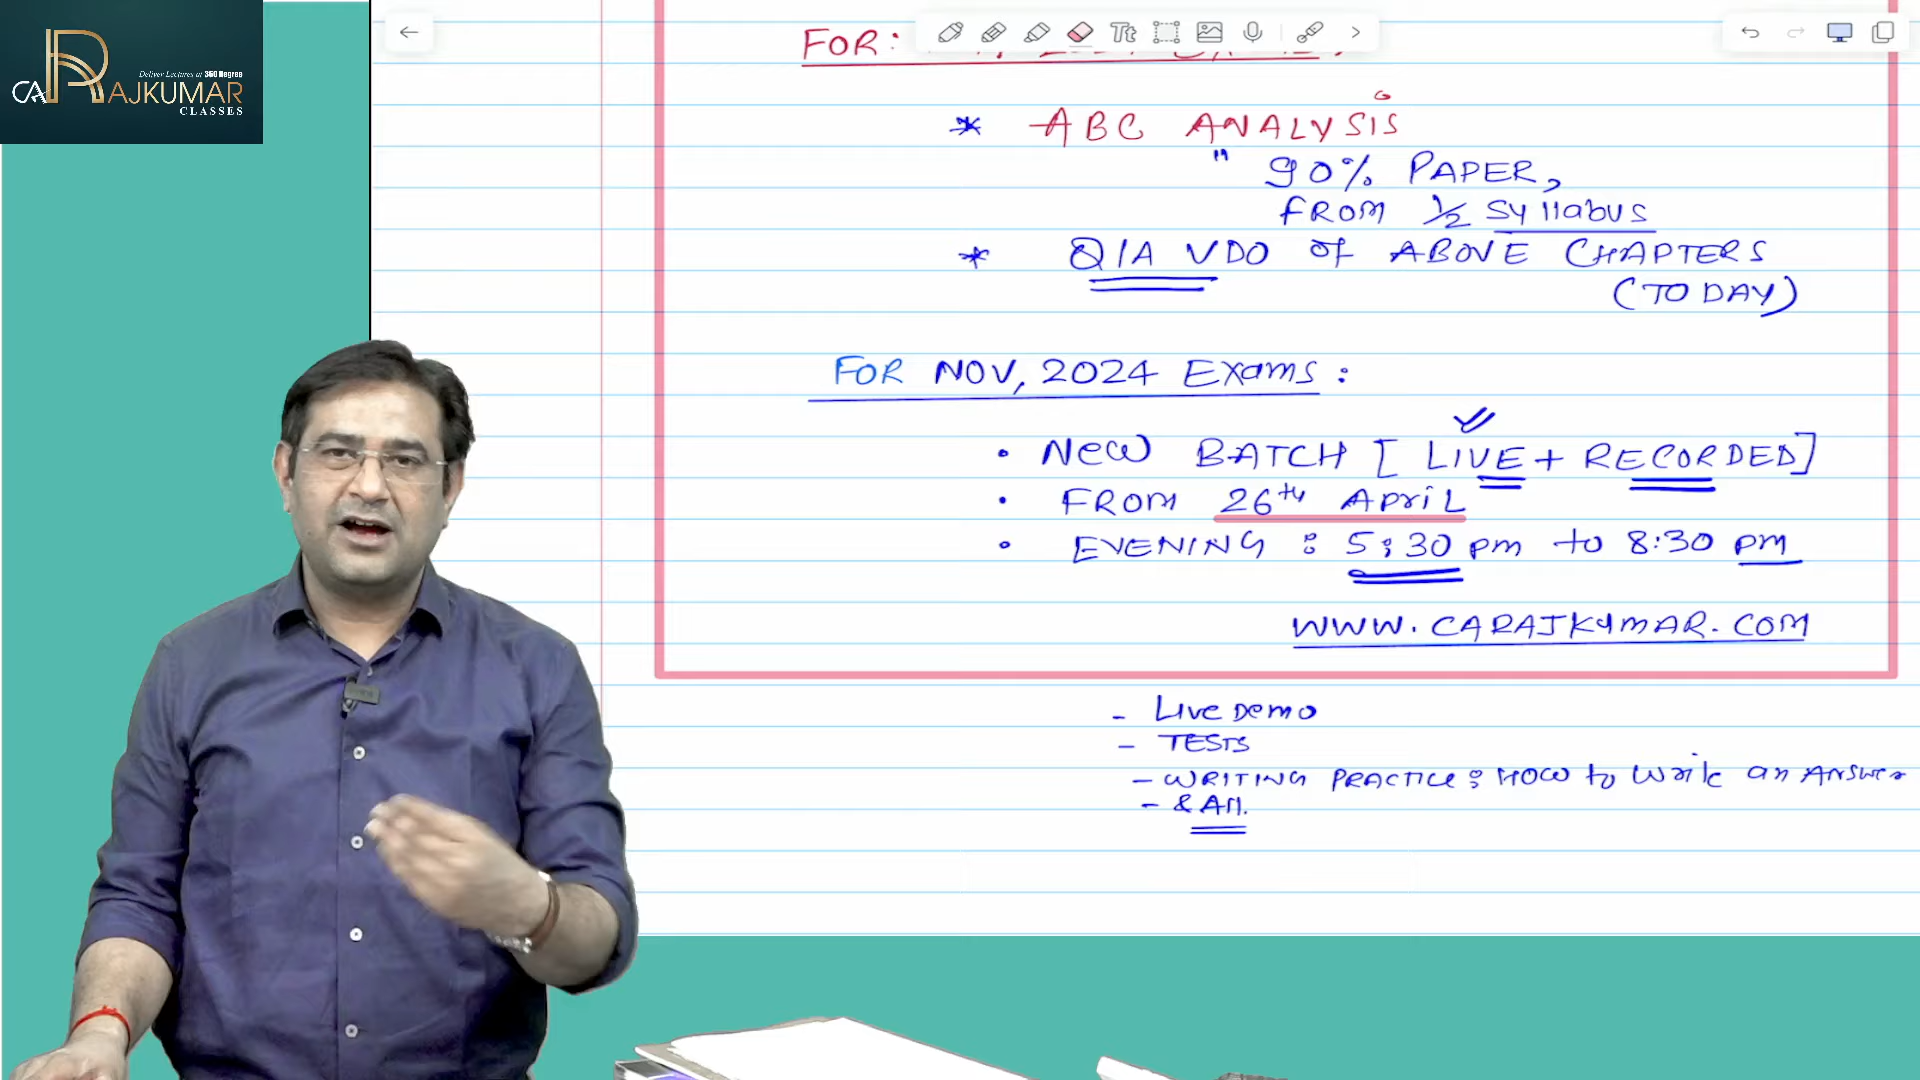 Deliver Lectures at 360 Degree
CA RAJKUMAR
CLASSES
FOR:
* ABC ANALYSIS
" 90% PAPER,
FROM 1/2 Syllabus
* Q/A VDO Of ABOVE CHAPTERS
(TODAY)
FOR NOV, 2024 Exams:
• New BATCH [LIVE + RECORDED]
• FROM 26th April
• EVENING : 5:30 pm to 8:30 pm
WWW.CARAJKUMAR.COM
- Live Demo
- TESTS
- WRITING PRACTICE: HOW to Write an Answer
- & All.
Tt